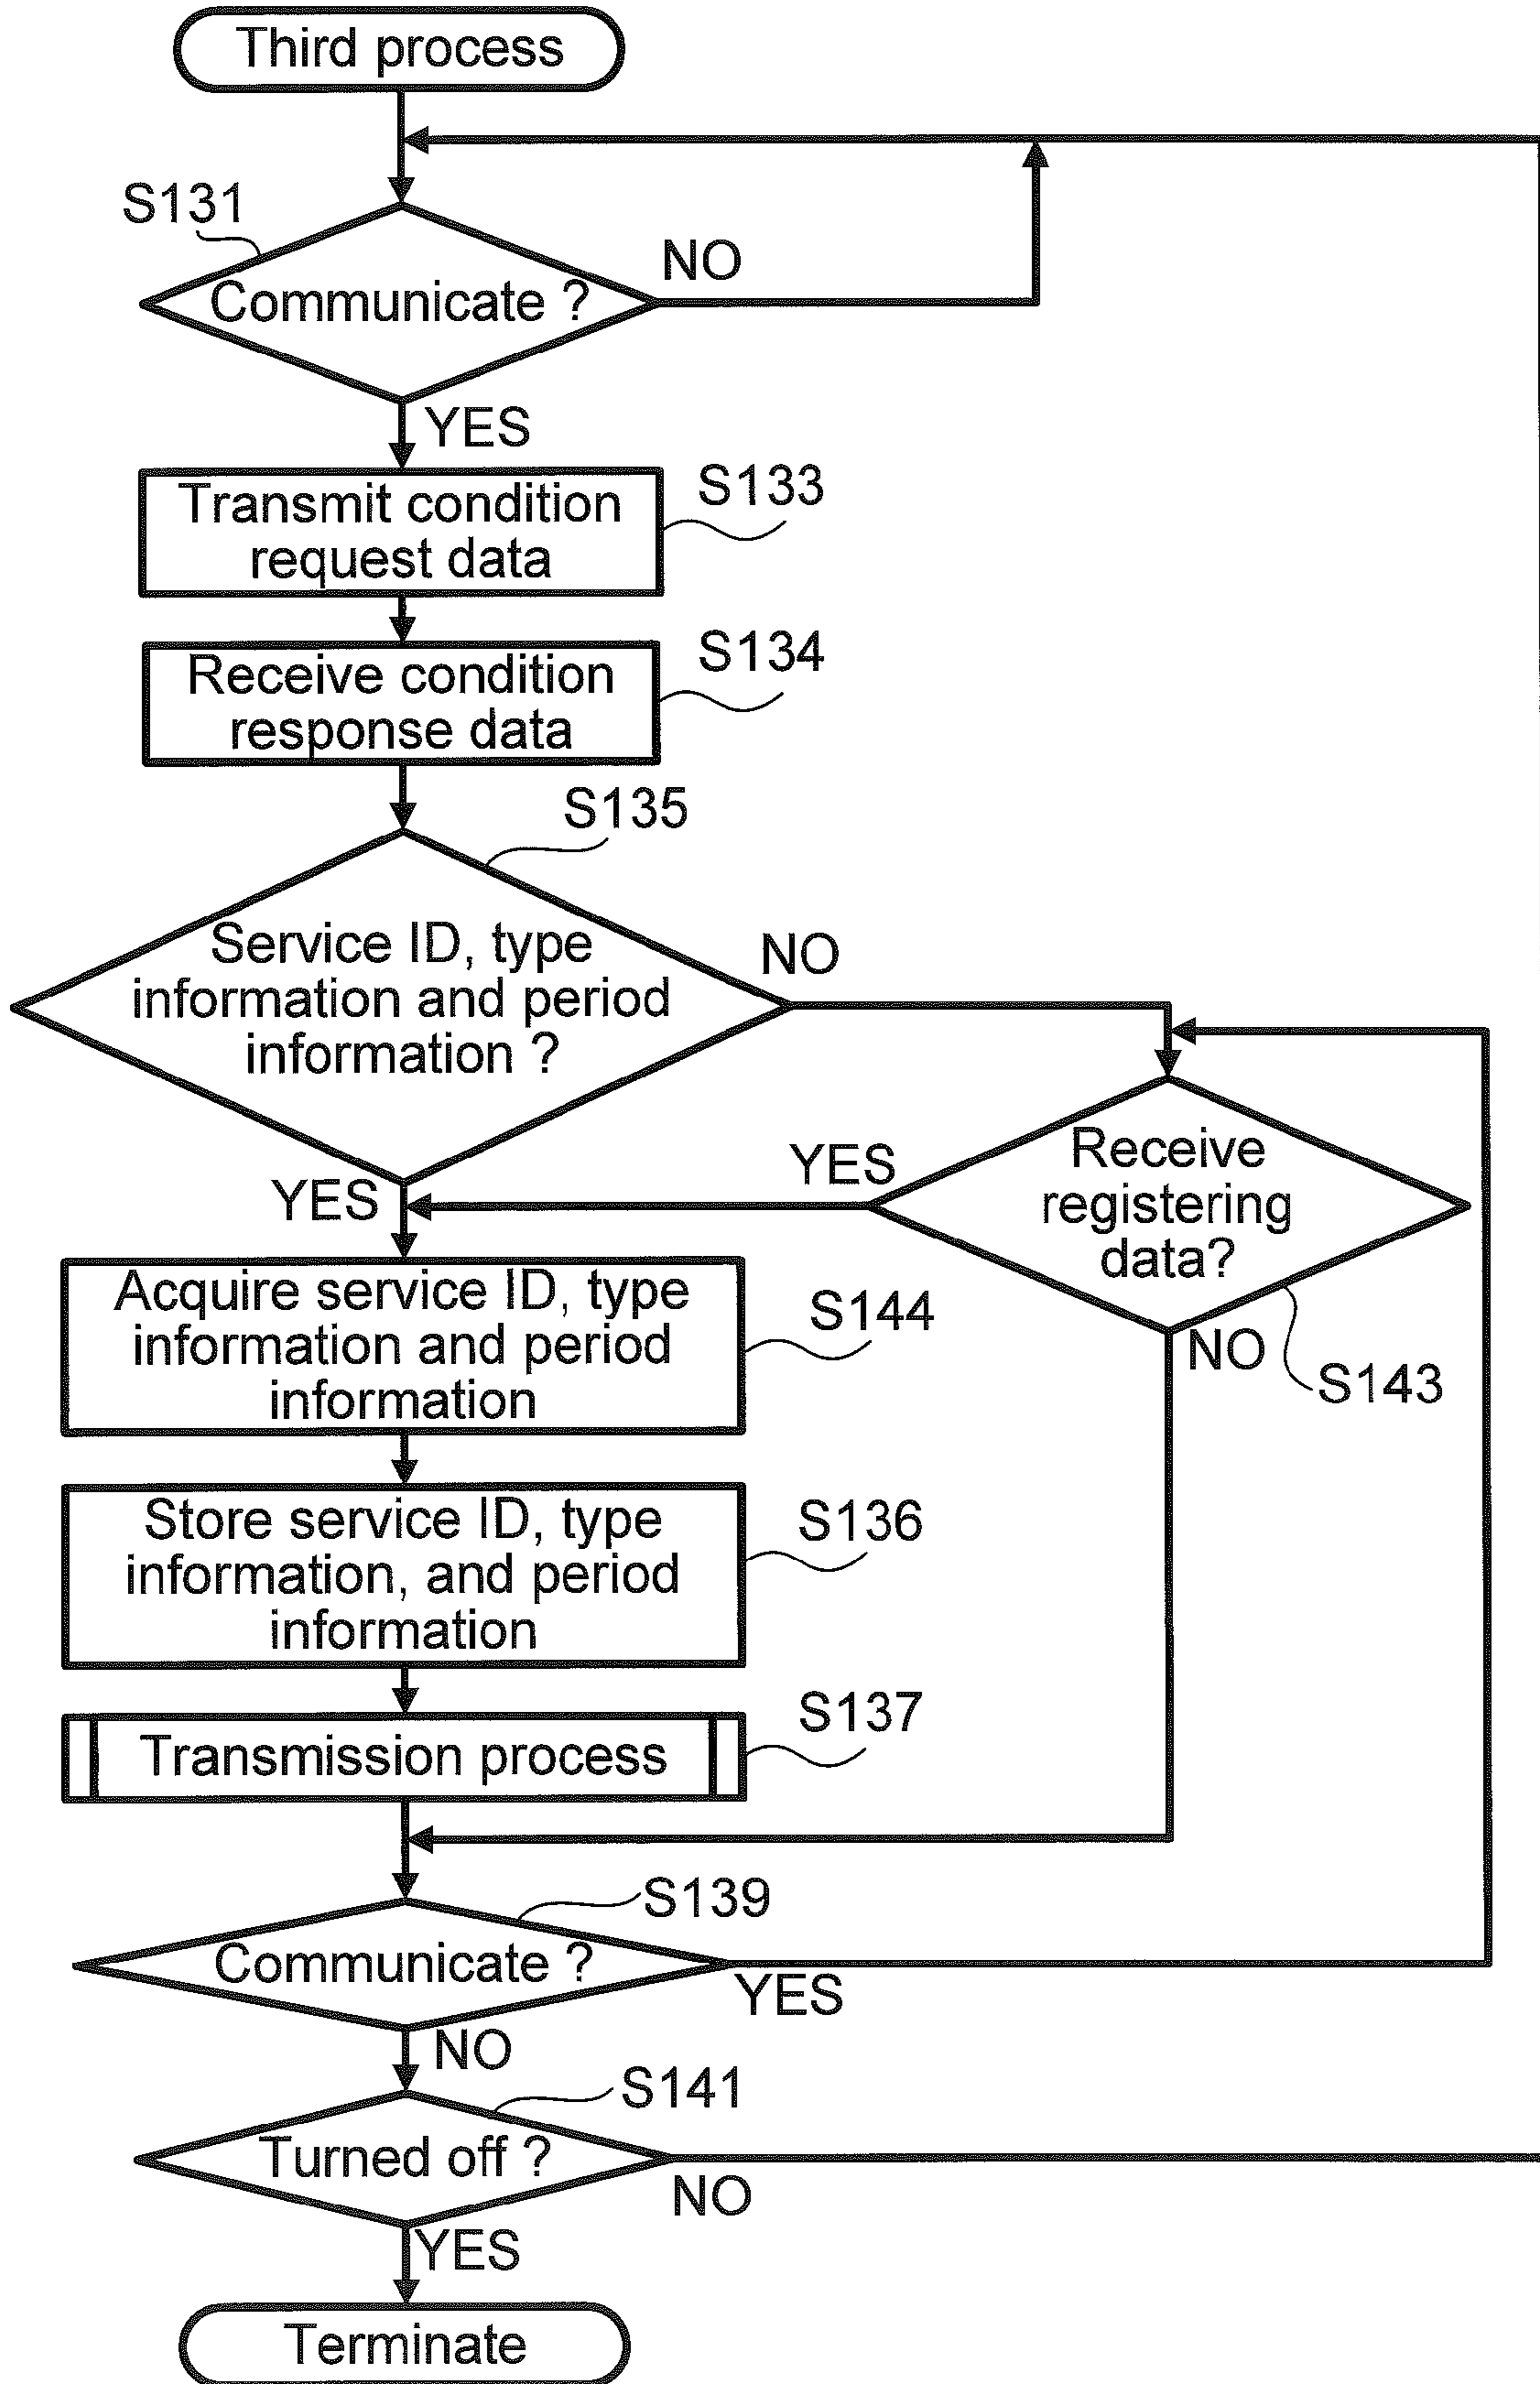 Third process
S131
Communicate ?
NO
YES
Transmit condition
request data
S133
Receive condition
response data
S134
S135
Service ID, type
information and period
information ?
NO
YES
Receive
registering
data?
YES
NO
S143
Acquire service ID, type
information and period
information
S144
Store service ID, type
information, and period
information
S136
Transmission process
S137
S139
Communicate ?
YES
NO
S141
Turned off ?
NO
YES
Terminate